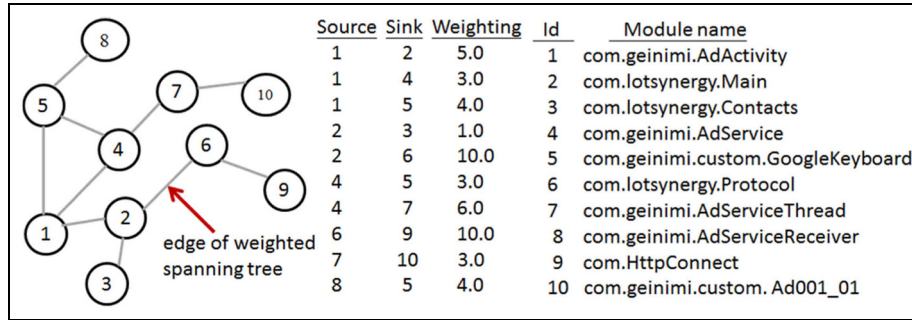 Source Sink Weighting Id Module name
1 2 5.0 1 com.geinimi.AdActivity
1 4 3.0 2 com.lotsynergy.Main
1 5 4.0 3 com.lotsynergy.Contacts
2 3 1.0 4 com.geinimi.AdService
2 6 10.0 5 com.geinimi.custom.GoogleKeyboard
4 5 3.0 6 com.lotsynergy.Protocol
4 7 6.0 7 com.geinimi.AdServiceThread
6 9 10.0 8 com.geinimi.AdServiceReceiver
7 10 3.0 9 com.HttpConnect
8 5 4.0 10 com.geinimi.custom. Ad001_01
8
5
7
10
4
6
9
1
2
3
edge of weighted
spanning tree